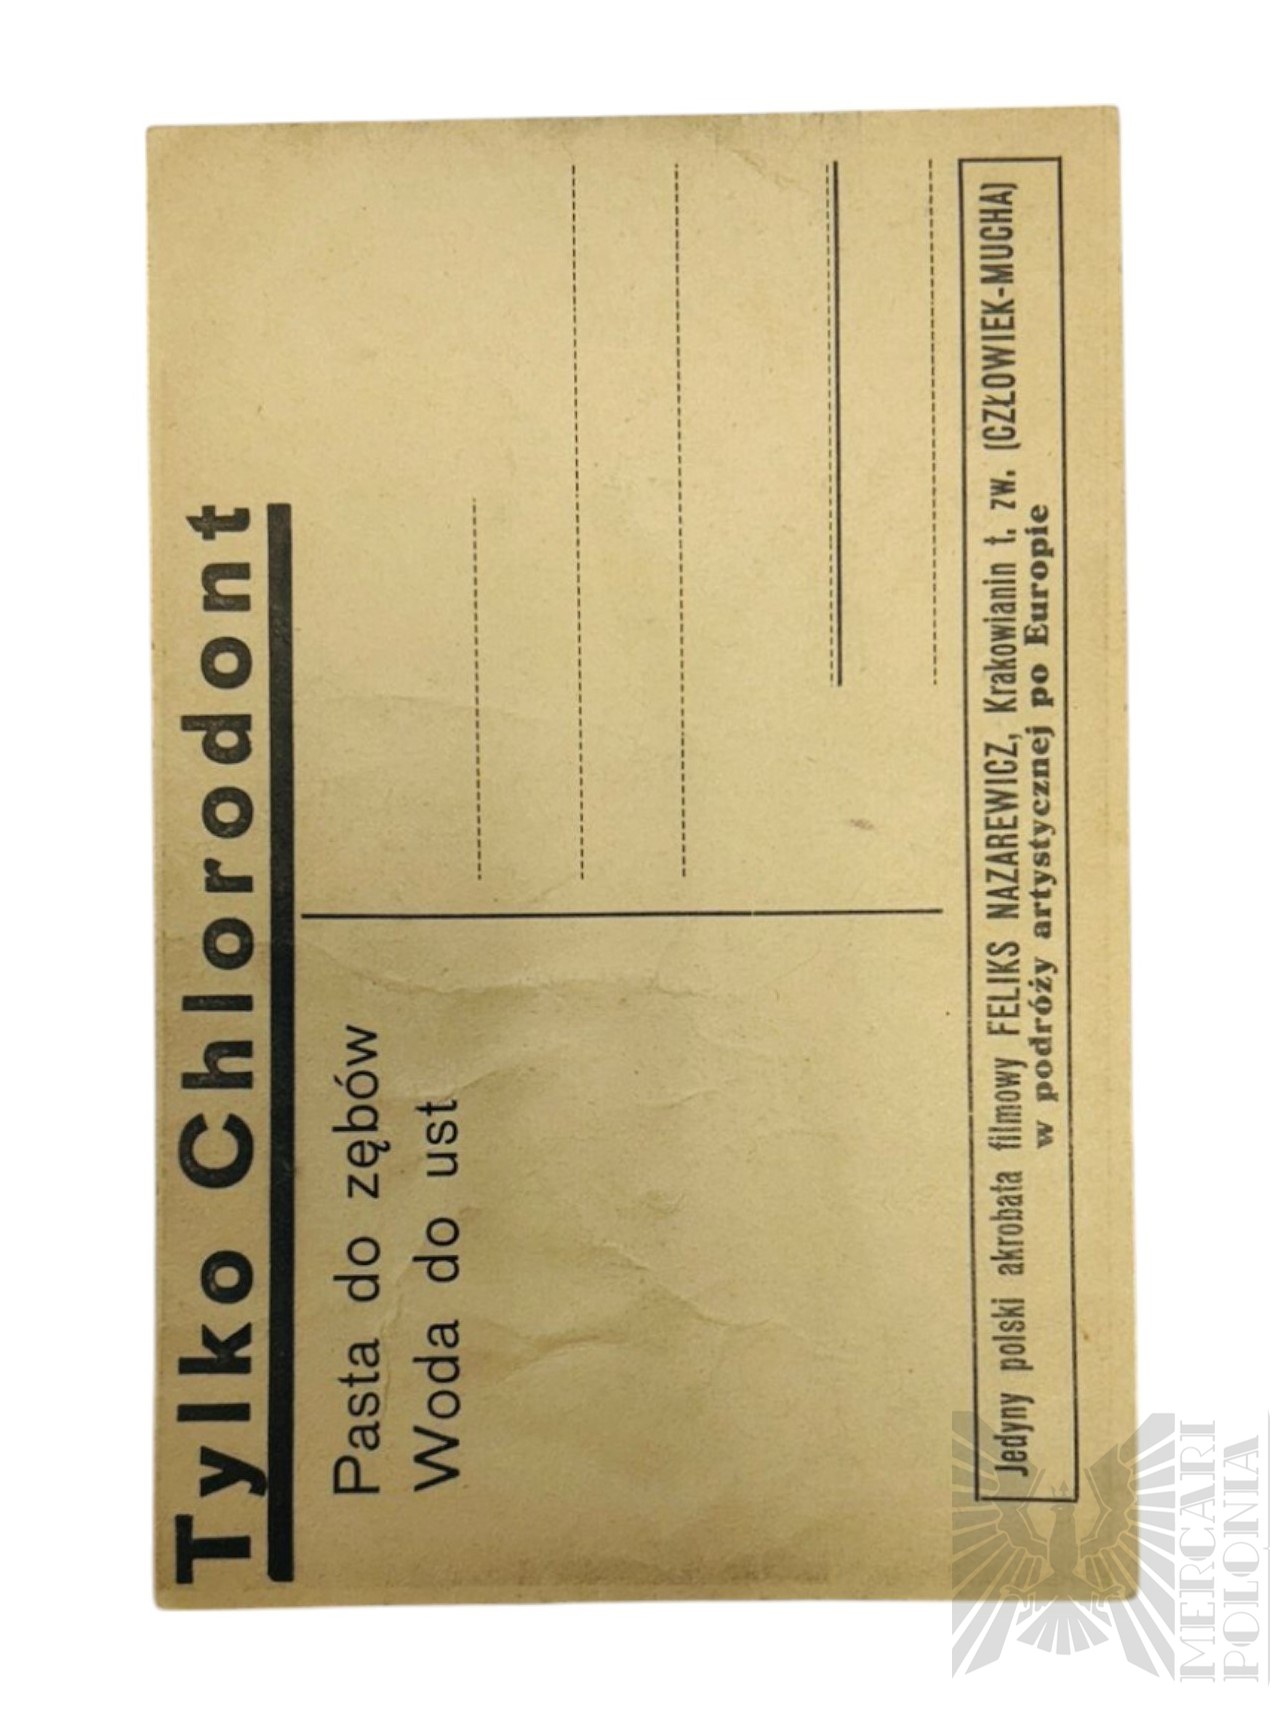 Tylko Chlorodont
Pasta do zębów
Woda do ust
Jedyny polski akrobata filmowy FELIKS NAZAREWICZ, Krakowianin t. zw. (CZŁOWIEK-MUCHA)
w podróży artystycznej po Europie
MERCARI
POLONIA